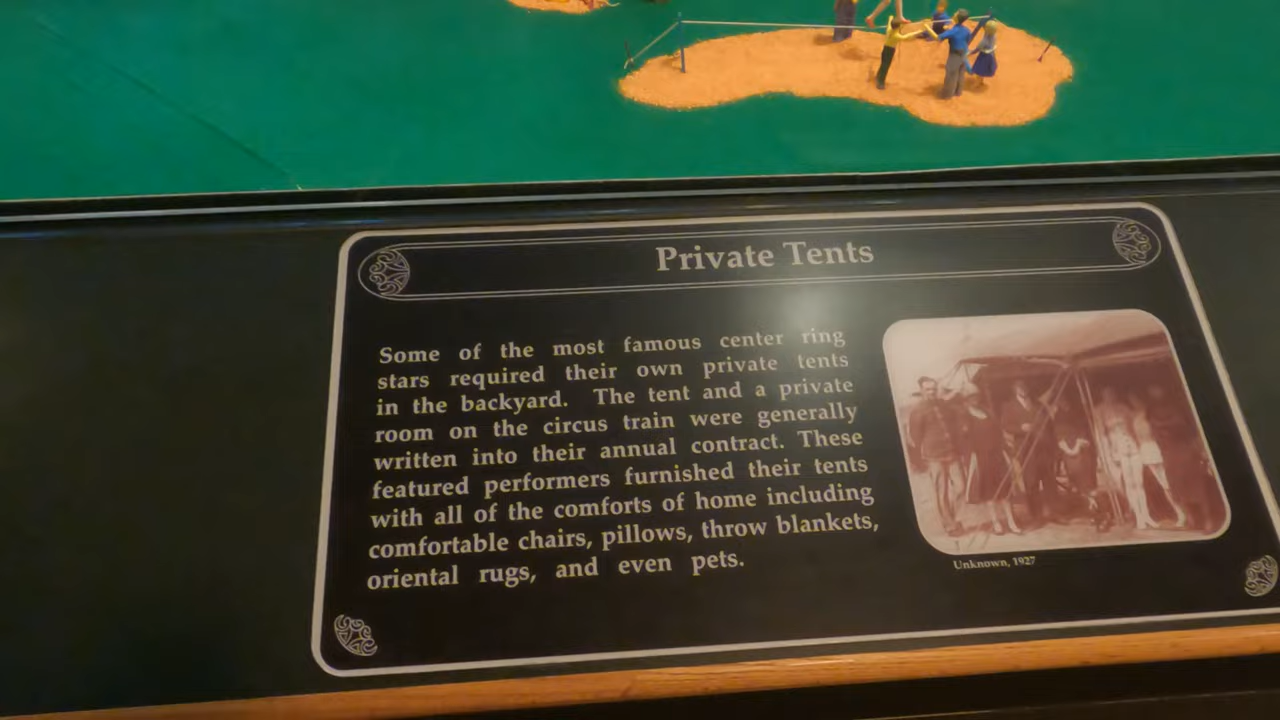 Private Tents
Some of the most famous center ring
stars required their own private tents
in the backyard. The tent and a private
room on the circus train were generally
written into their annual contract. These
featured performers furnished their tents
with all of the comforts of home including
comfortable chairs, pillows, throw blankets,
oriental rugs, and even pets.
Unknown, 1927